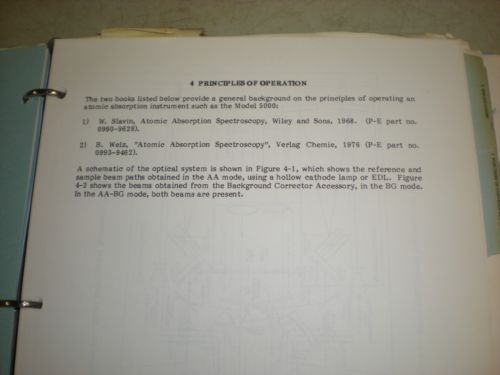 4 PRINCIPLES OF OPERATION
The two books listed below provide a general background on the principles of operating an
atomic absorption instrument such as the Model 5000:
1) W. Slavin, Atomic Absorption Spectroscopy, Wiley and Sons, 1968. (P-E part no.
0990-9628).
2) B. Welz, "Atomic Absorption Spectroscopy", Verlag Chemie, 1976 (P-E part no.
0993-9462).
A schematic of the optical system is shown in Figure 4-1, which shows the reference and
sample beam paths obtained in the AA mode, using a hollow cathode lamp or EDL. Figure
4-2 shows the beams obtained from the Background Corrector Accessory, in the BG mode.
In the AA-BG mode, both beams are present.